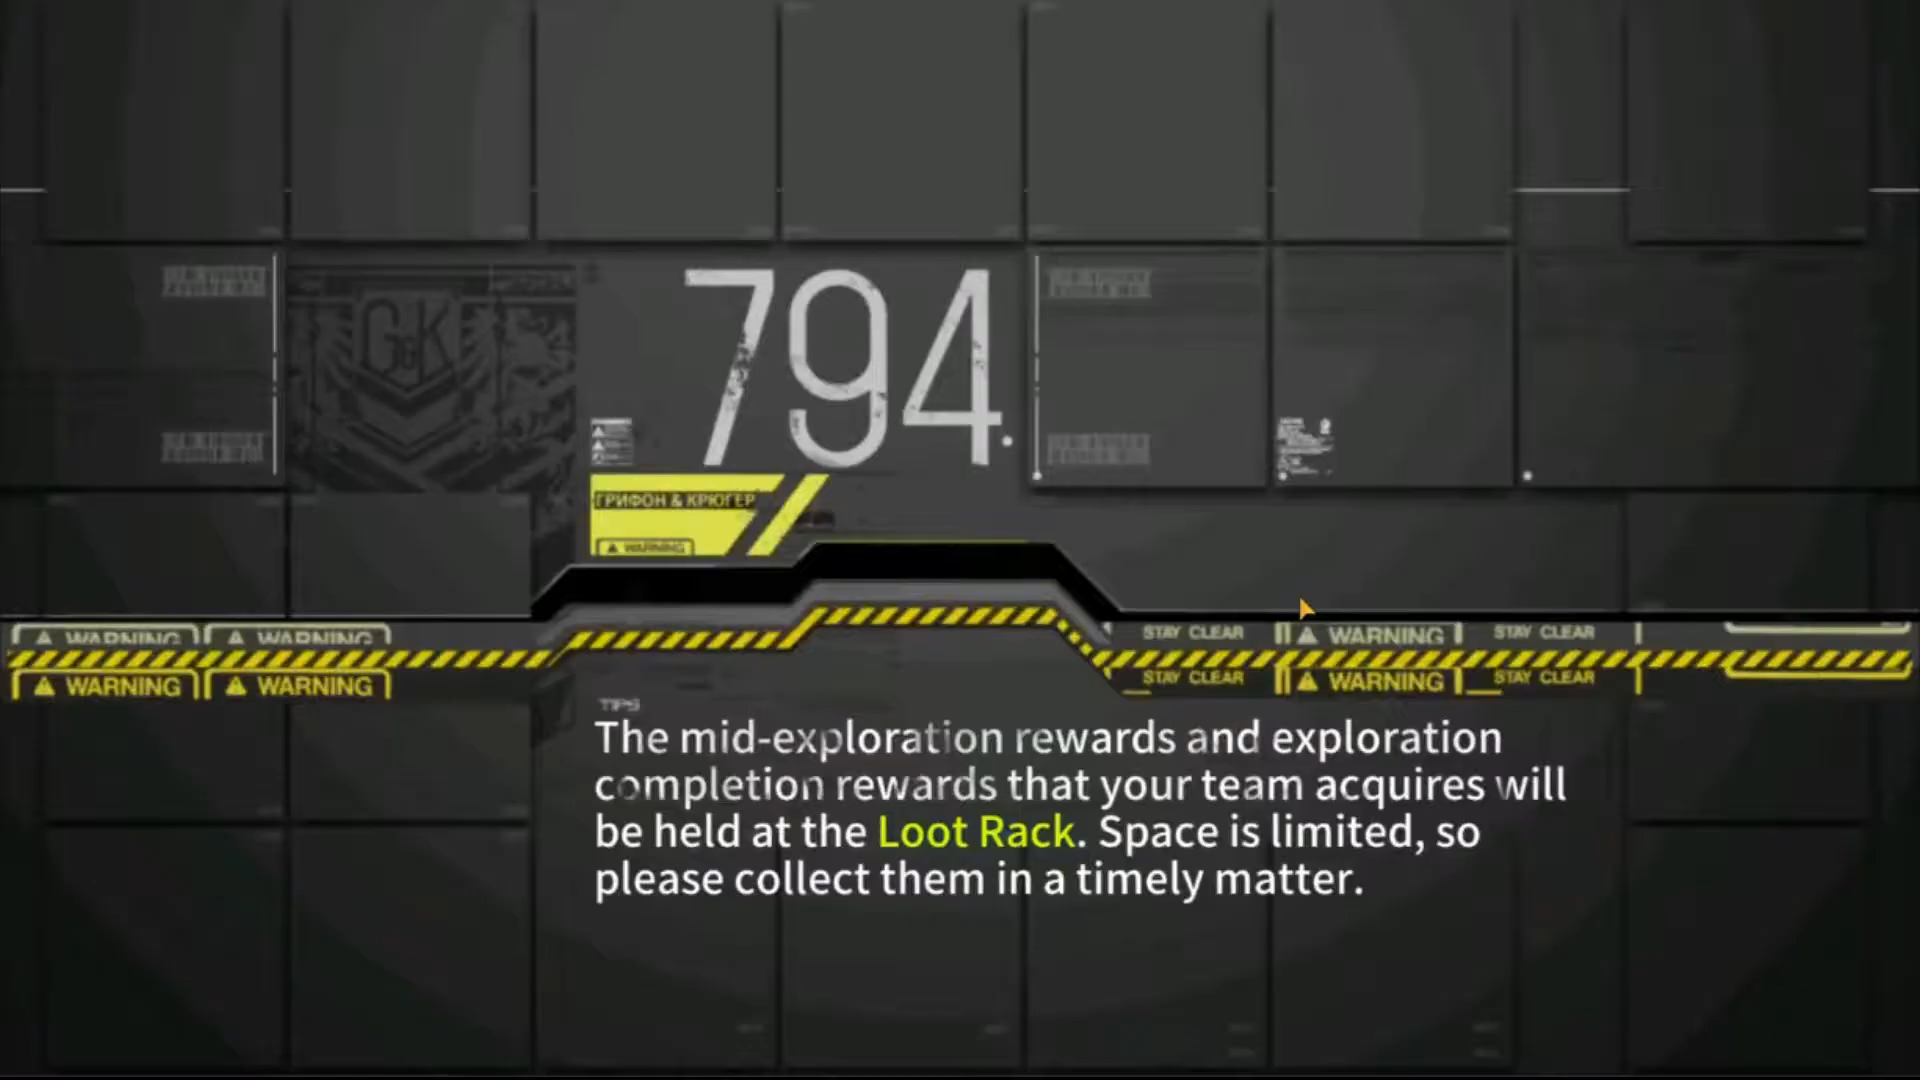 G&K
794.
ГРИФОН & КРЮГЕР
WARNING
WARNING WARNING
STAY CLEAR WARNING STAY CLEAR
WARNING WARNING
STAY CLEAR WARNING STAY CLEAR
TIPS
The mid-exploration rewards and exploration
completion rewards that your team acquires will
be held at the Loot Rack. Space is limited, so
please collect them in a timely matter.